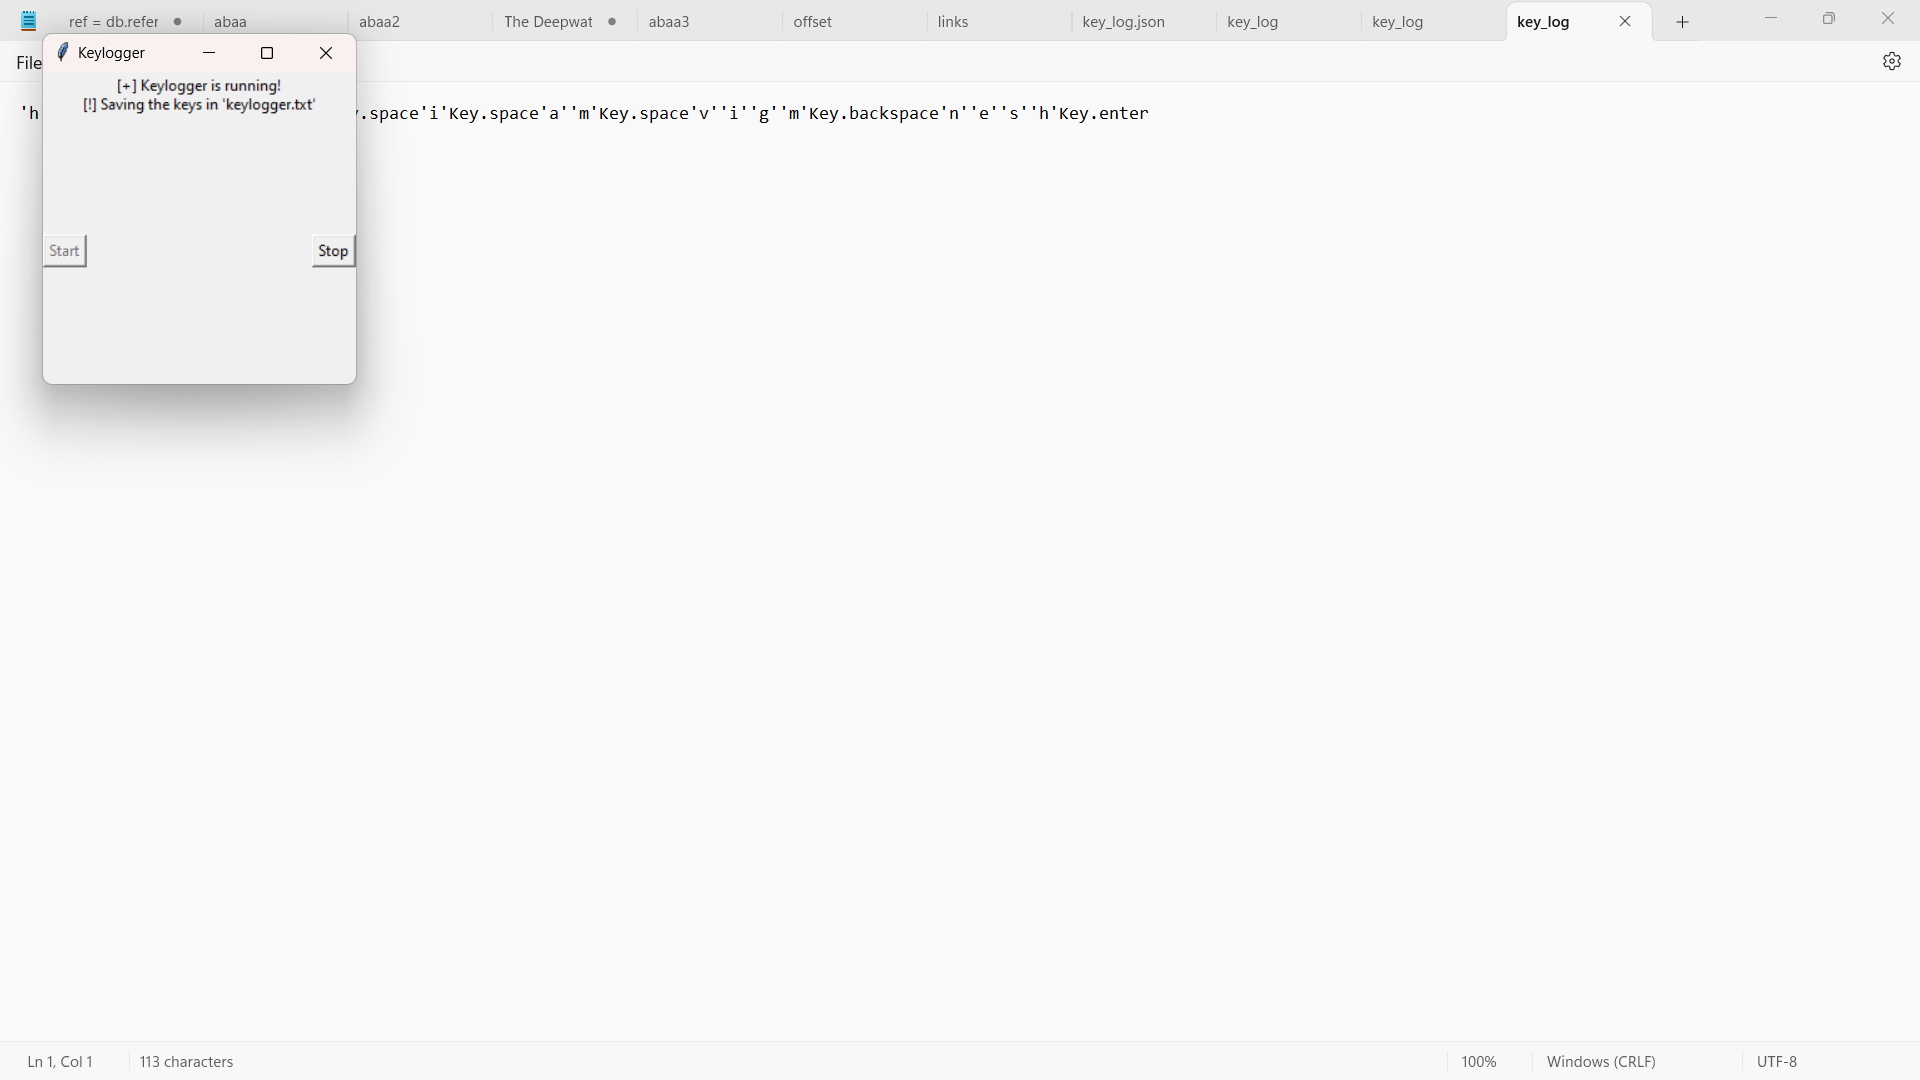 ref = db.refer
abaa
abaa2
The Deepwat
abaa3
offset
links
key_log.json
key_log
key_log
key_log
Keylogger
File
[+] Keylogger is running!
[!] Saving the keys in 'keylogger.txt'
'h
.space'i'Key.space'a''m'Key.space'v''i''g''m'Key.backspace'n''e''s''h'Key.enter
Start
Stop
Ln 1, Col 1
113 characters
100%
Windows (CRLF)
UTF-8